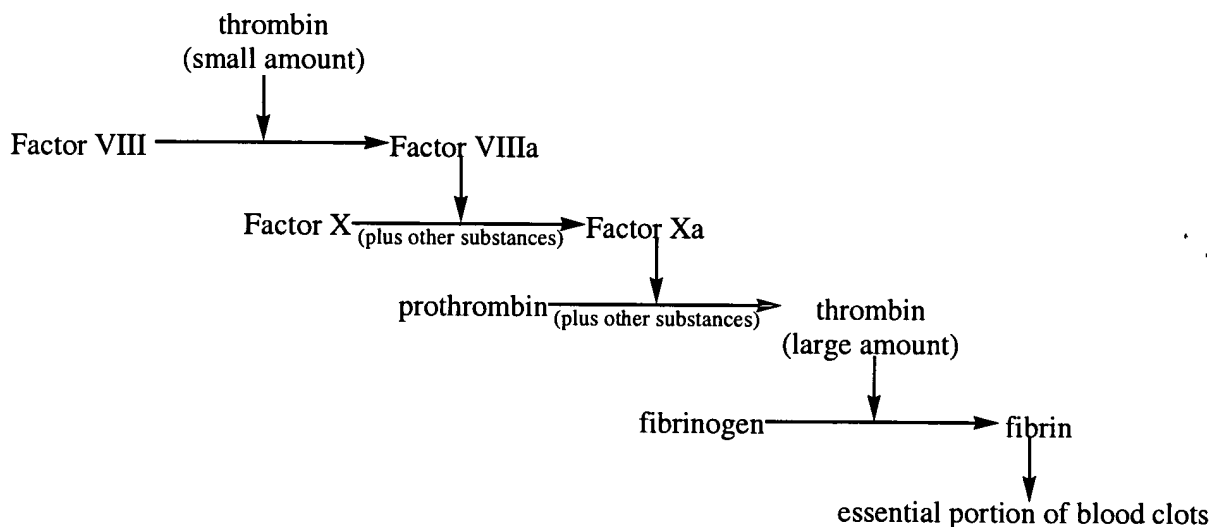 thrombin
(small amount)
Factor VIII
Factor VIIIa
Factor X
(plus other substances)
Factor Xa
prothrombin
(plus other substances)
thrombin
(large amount)
fibrinogen
fibrin
essential portion of blood clots